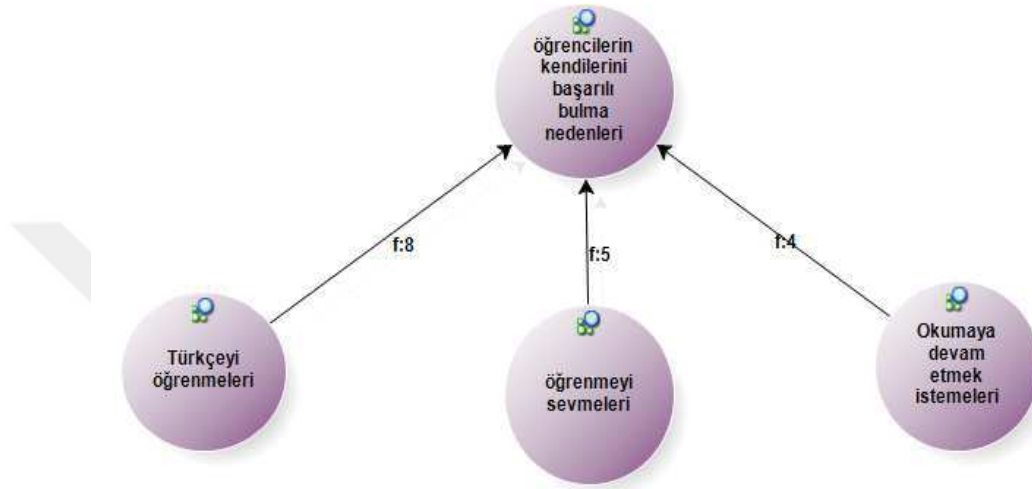 öğrencilerin
kendilerini
başarılı
bulma
nedenleri
f:8
f:5
f:4
Türkçeyi
öğrenmeleri
öğrenmeyi
sevmeleri
Okumaya
devam
etmek
istemeleri